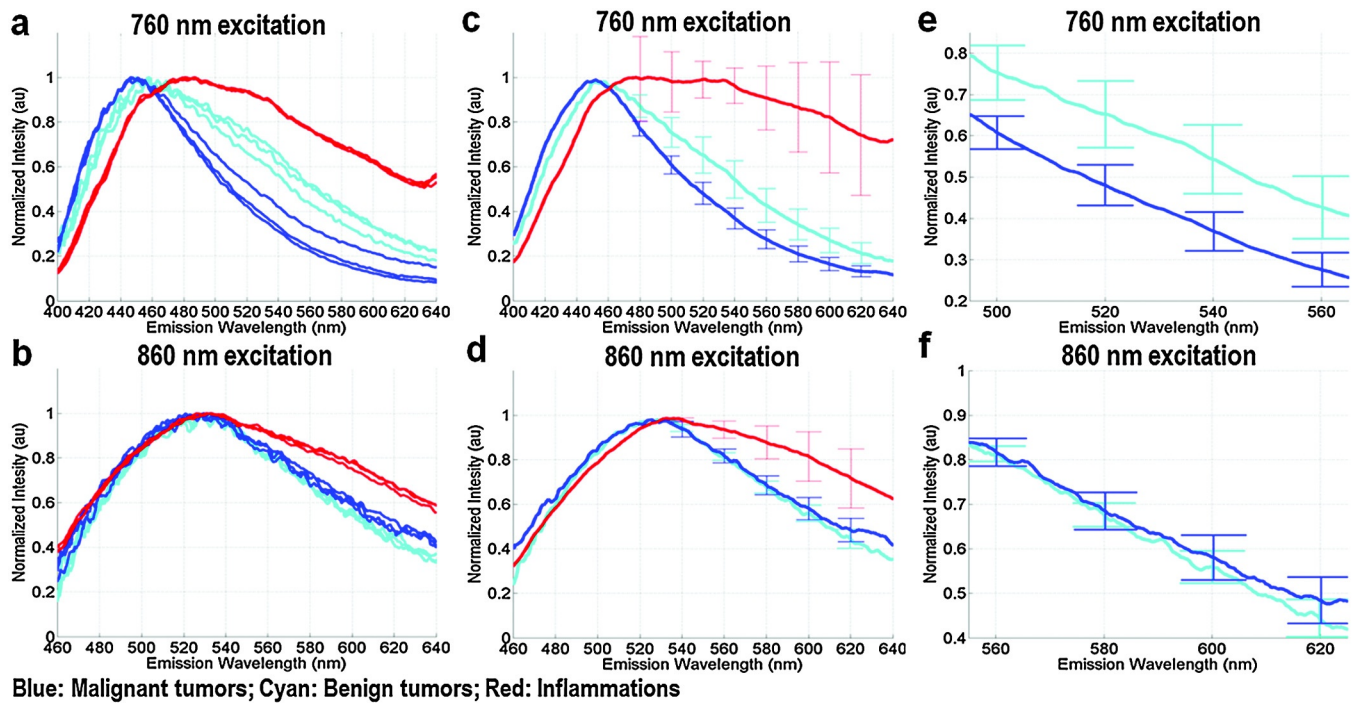 a
760 nm excitation
Normalized Intesity (au)
1
0.8
0.6
0.4
0.2
0
400 420 440 460 480 500 520 540 560 580 600 620 640
Emission Wavelength (nm)
c
760 nm excitation
Normalized Intesity (au)
1
0.8
0.6
0.4
0.2
0
400 420 440 460 480 500 520 540 560 580 600 620 640
Emission Wavelength (nm)
e
760 nm excitation
Normalized Intesity (au)
0.8
0.7
0.6
0.5
0.4
0.3
0.2
500 520 540 560
Emission Wavelength (nm)
b
860 nm excitation
Normalized Intesity (au)
1
0.8
0.6
0.4
0.2
0
460 480 500 520 540 560 580 600 620 640
Emission Wavelength (nm)
d
860 nm excitation
Normalized Intesity (au)
1
0.8
0.6
0.4
0.2
0
460 480 500 520 540 560 580 600 620 640
Emission Wavelength (nm)
f
860 nm excitation
Normalized Intesity (au)
1
0.9
0.8
0.7
0.6
0.5
0.4
560 580 600 620
Emission Wavelength (nm)
Blue: Malignant tumors; Cyan: Benign tumors; Red: Inflammations